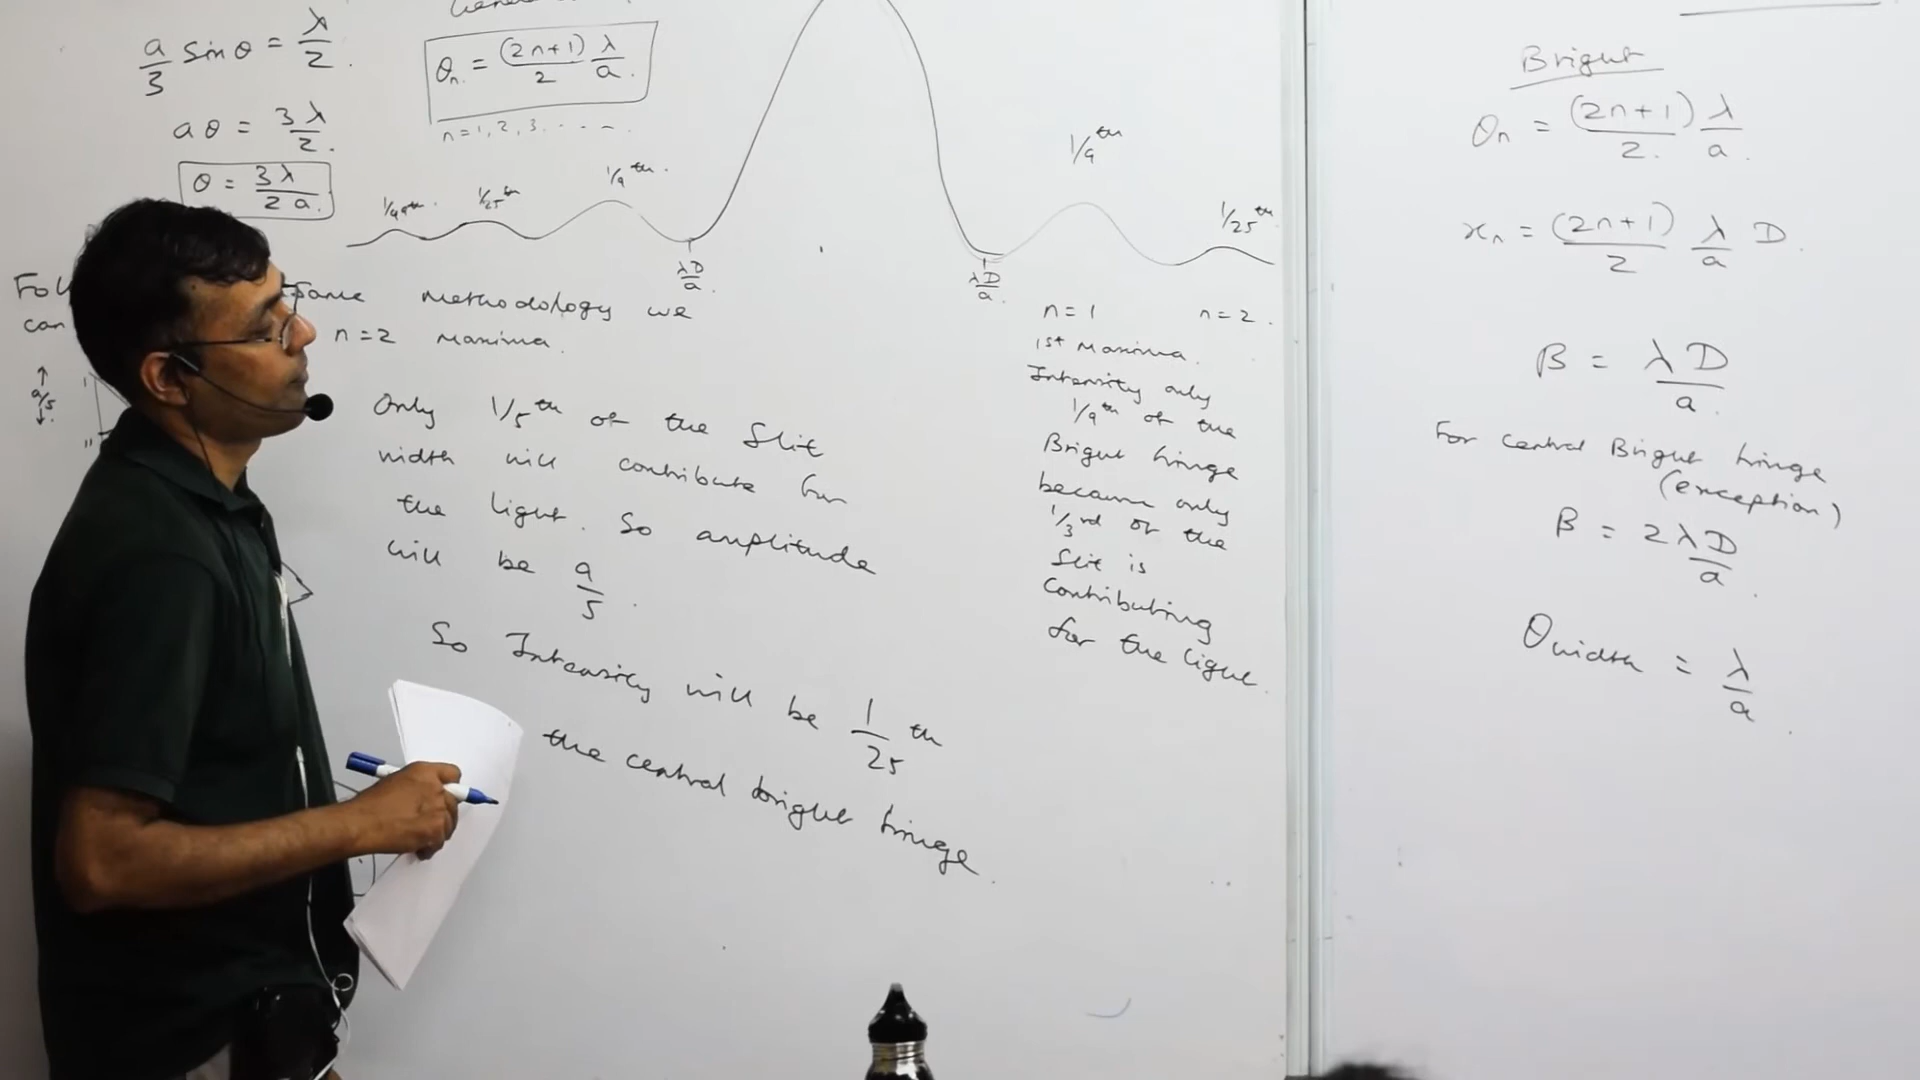 a/3 Sinθ = λ/2.
aθ = 3λ/2.
θ = 3λ/2a.
θn. = (2n+1)/2 λ/a.
n=1, 2, 3 . . . .
1/49th.
1/25th
1/9th.
1/9th
1/25th
λD/a.
λD/a.
Same methodology we
can
n=2 Maxima.
a/5
Only 1/5th of the Slit
width will contribute for
the light. So amplitude
will be a/5.
So Intensity will be 1/25 th
the central bright fringe.
n=1
n=2.
1st Maxima.
Intensity only
1/9th of the
Bright fringe
because only
1/3rd of the
Slit is
Contributing
for the light.
Bright
θn = (2n+1)/2. λ/a.
xn = (2n+1)/2 λ/a D.
β = λD/a.
For central Bright fringe
(exception)
β = 2λD/a.
θwidth = λ/a.